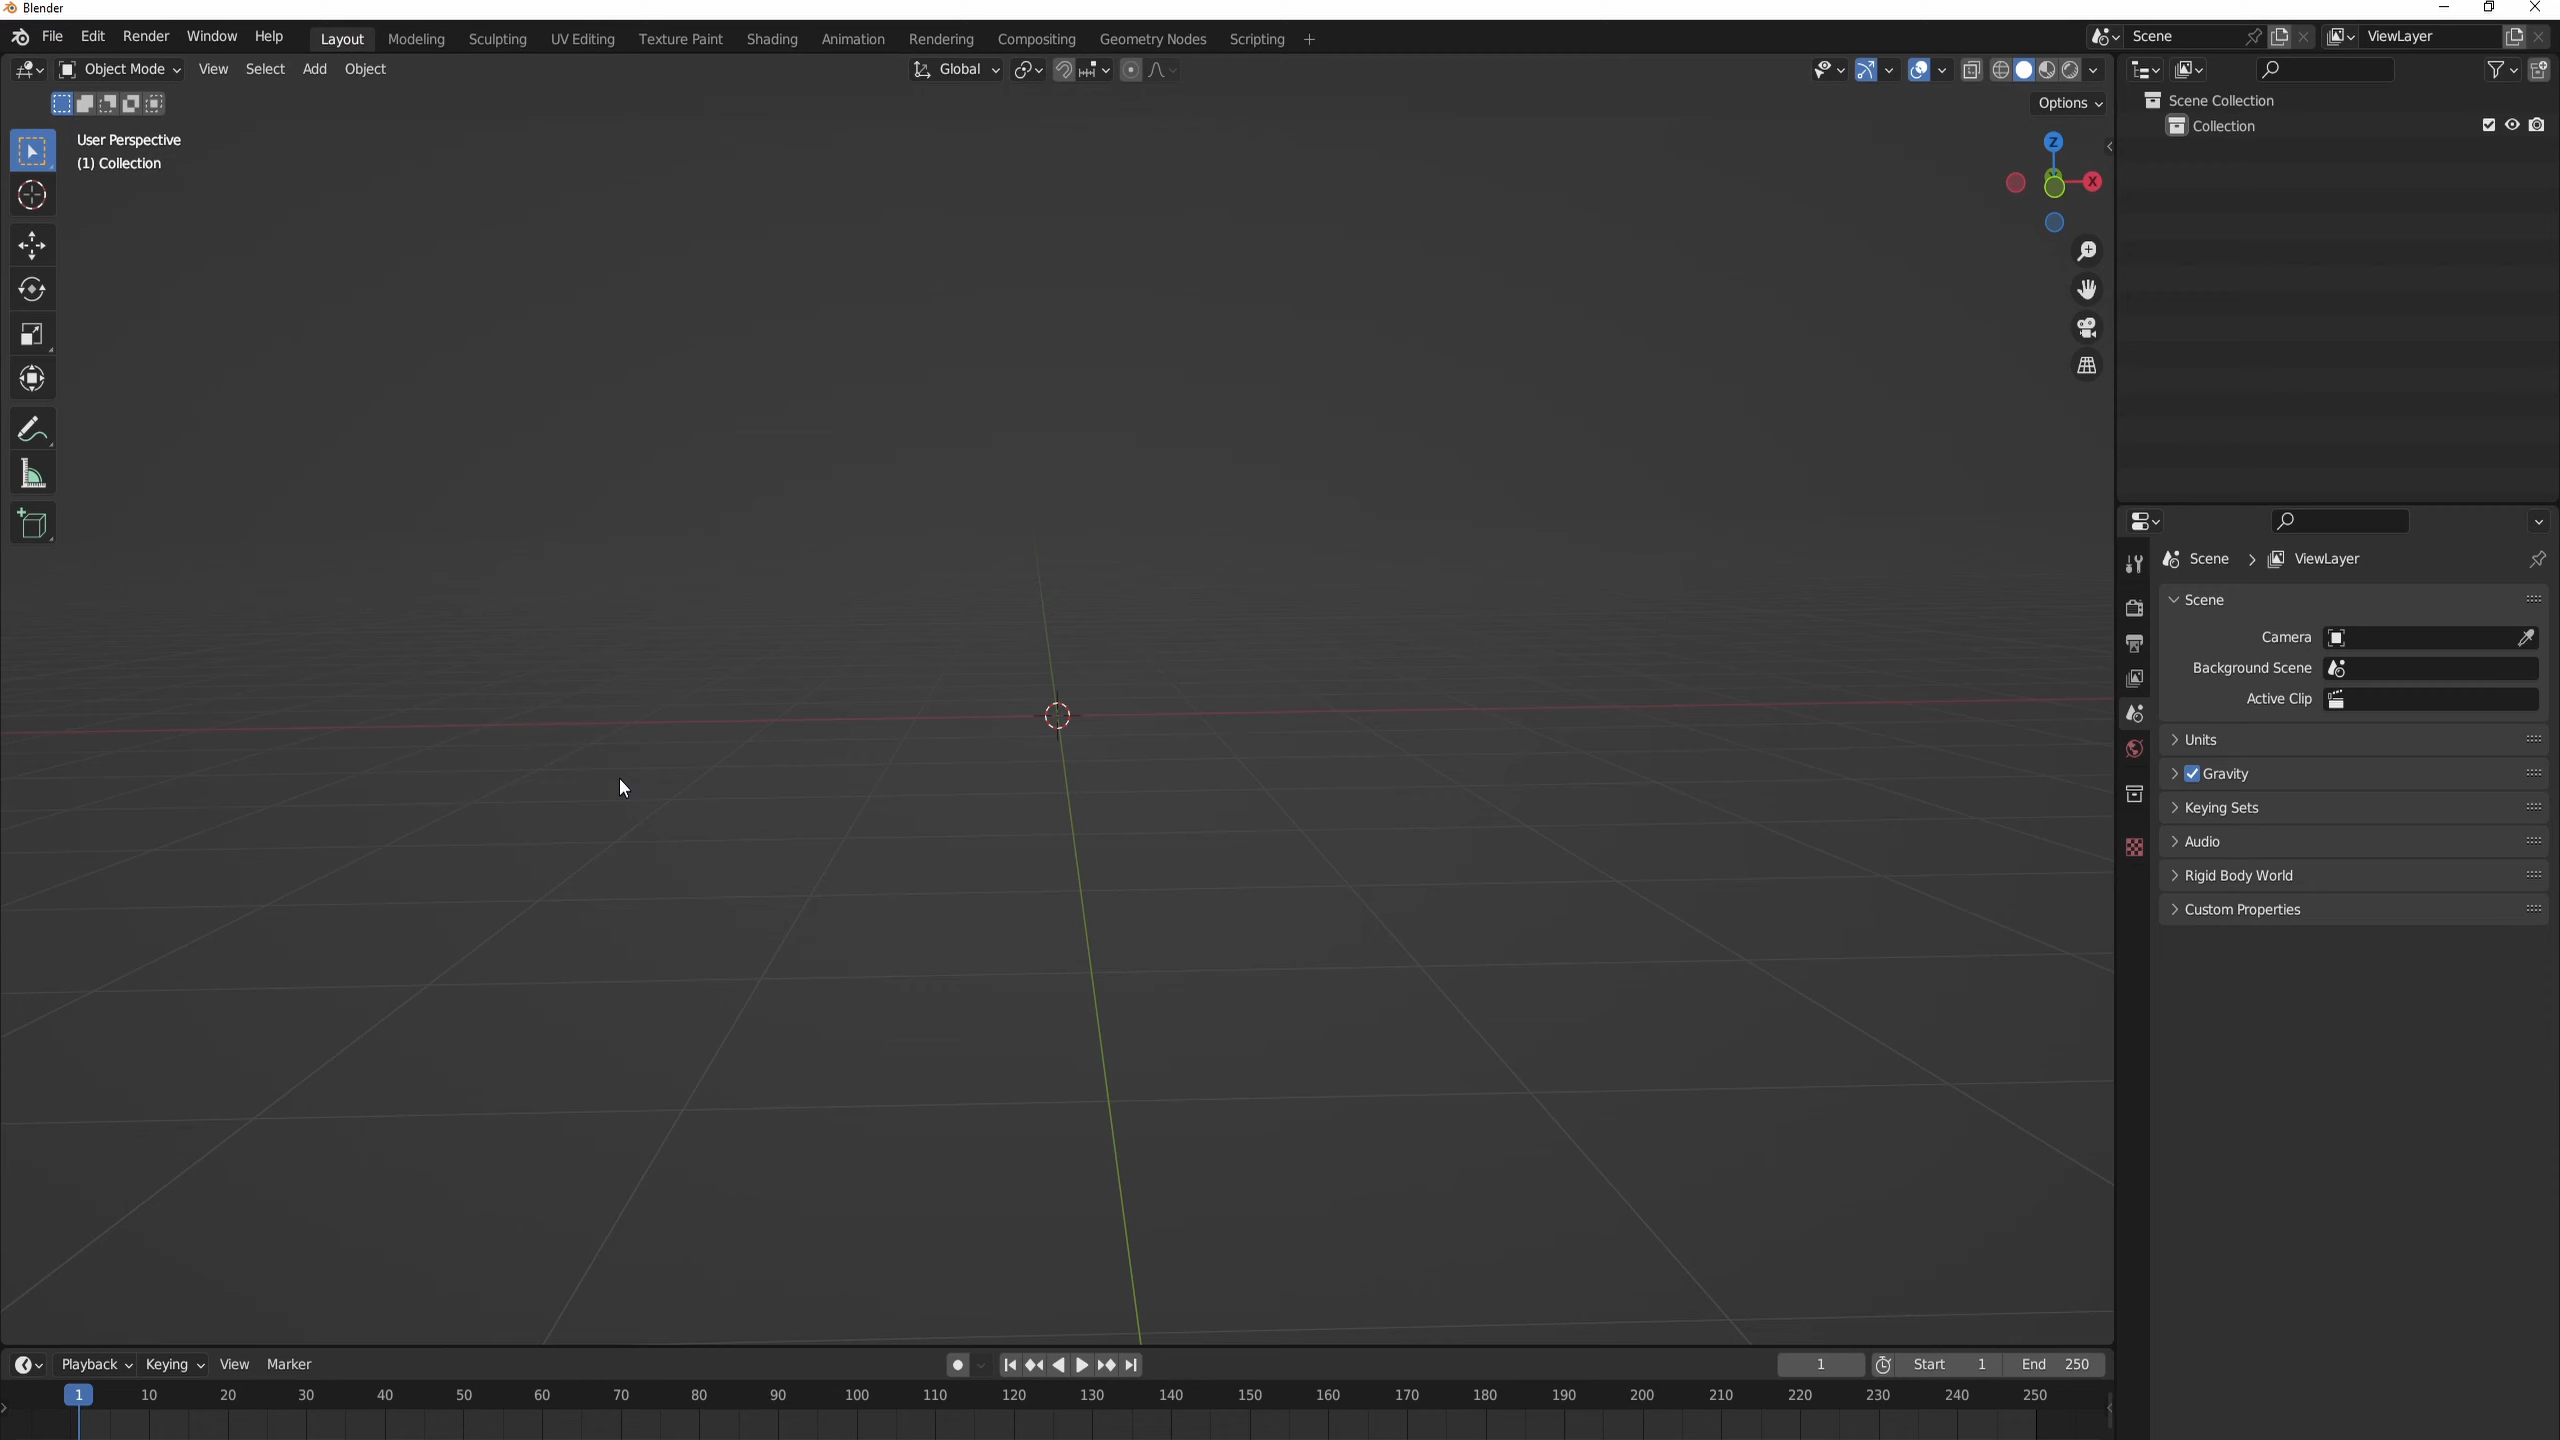 Blender
File Edit Render Window Help Layout Modeling Sculpting UV Editing Texture Paint Shading Animation Rendering Compositing Geometry Nodes Scripting + Scene ViewLayer
Object Mode View Select Add Object Global
Options
User Perspective
(1) Collection
Z
X
Scene Collection
Collection
Scene ViewLayer
Scene
Camera
Background Scene
Active Clip
Units
Gravity
Keying Sets
Audio
Rigid Body World
Custom Properties
Playback Keying View Marker 1 Start 1 End 250
1 10 20 30 40 50 60 70 80 90 100 110 120 130 140 150 160 170 180 190 200 210 220 230 240 250